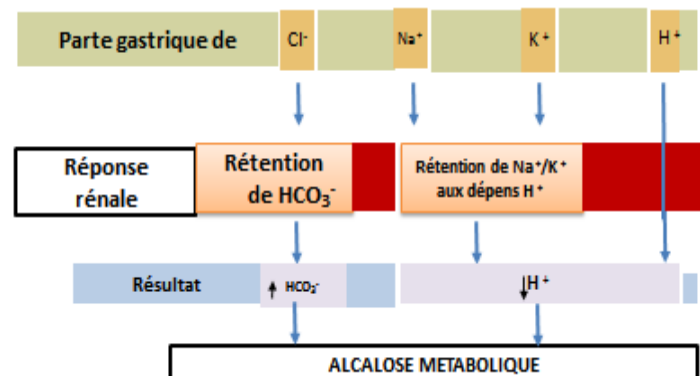 Parte gastrique de
Cl⁻
Na⁺
K⁺
H⁺
Réponse
rénale
Rétention
de HCO₃⁻
Rétention de Na⁺/K⁺
aux dépens H⁺
Résultat
↑ HCO₃⁻
↓H⁺
ALCALOSE METABOLIQUE